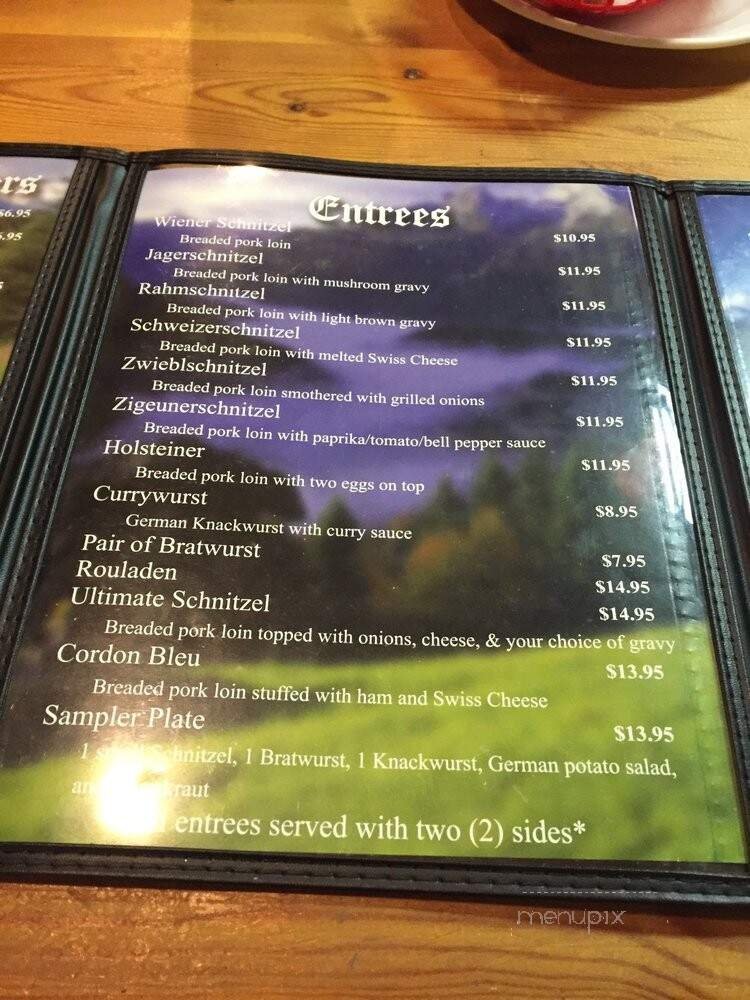 ers
$6.95
5.95
Entrees
Wiener Schnitzel $10.95
Breaded pork loin
Jagerschnitzel $11.95
Breaded pork loin with mushroom gravy
Rahmschnitzel $11.95
Breaded pork loin with light brown gravy
Schweizerschnitzel $11.95
Breaded pork loin with melted Swiss Cheese
Zwieblschnitzel $11.95
Breaded pork loin smothered with grilled onions
Zigeunerschnitzel $11.95
Breaded pork loin with paprika/tomato/bell pepper sauce
Holsteiner $11.95
Breaded pork loin with two eggs on top
Currywurst $8.95
German Knackwurst with curry sauce
Pair of Bratwurst $7.95
Rouladen $14.95
Ultimate Schnitzel $14.95
Breaded pork loin topped with onions, cheese, & your choice of gravy
Cordon Bleu $13.95
Breaded pork loin stuffed with ham and Swiss Cheese
Sampler Plate $13.95
1 Schnitzel, 1 Bratwurst, 1 Knackwurst, German potato salad,
entrees served with two (2) sides*
menupix